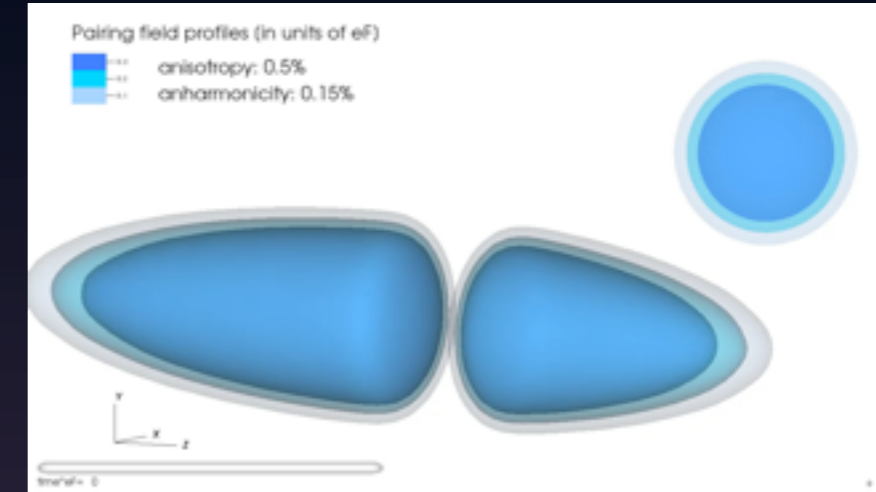 Pairing field profiles (in units of eF)
anisotropy: 0.5%
anharmonicity: 0.15%
Y
X
Z
time*eF= 0